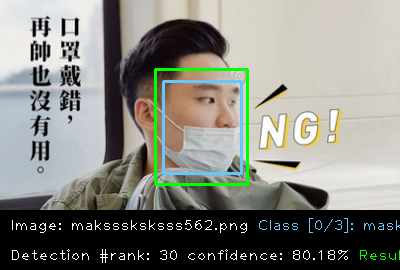 口罩戴錯，
再帥也沒有用。
NG!
Image: maksssksksss562.png Class [0/3]: mask
Detection #rank: 30 confidence: 80.18% Resul